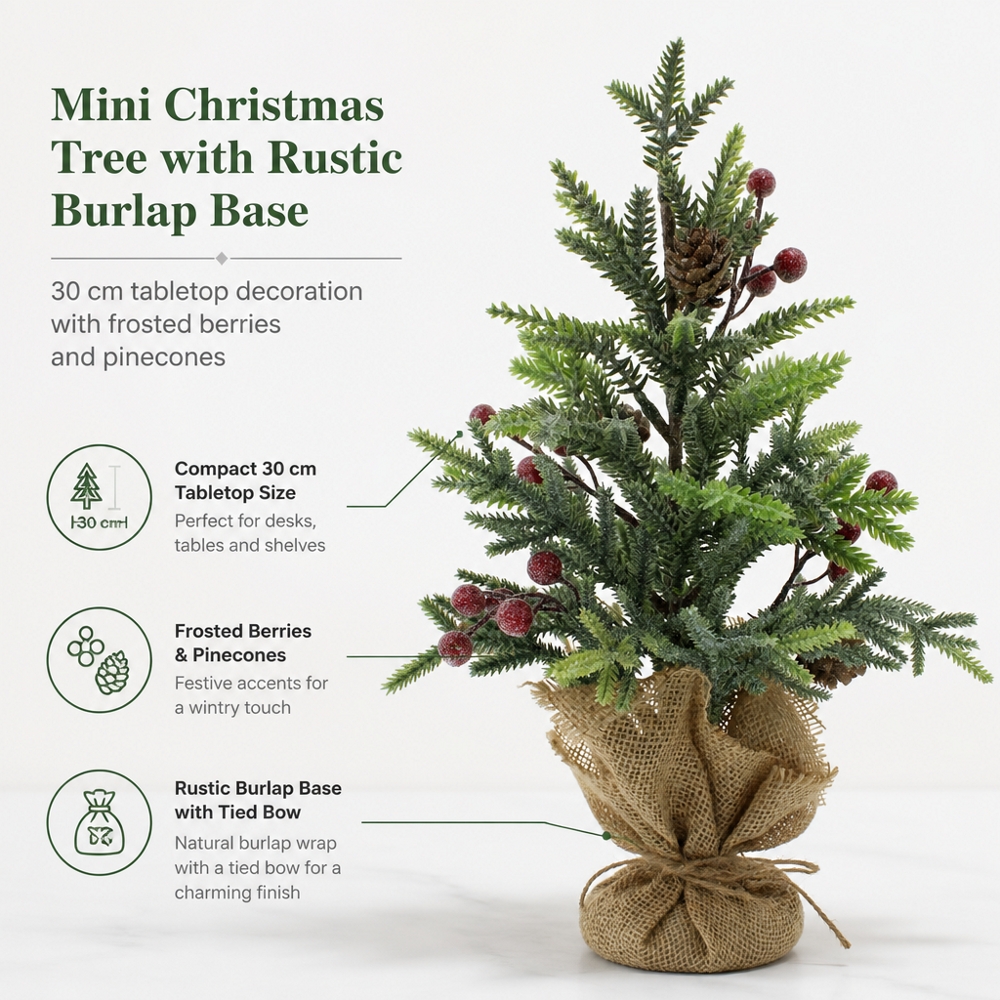 Mini Christmas
Tree with Rustic
Burlap Base
30 cm tabletop decoration
with frosted berries
and pinecones
30 cm
Compact 30 cm
Tabletop Size
Perfect for desks,
tables and shelves
Frosted Berries
& Pinecones
Festive accents for
a wintry touch
Rustic Burlap Base
with Tied Bow
Natural burlap wrap
with a tied bow for a
charming finish